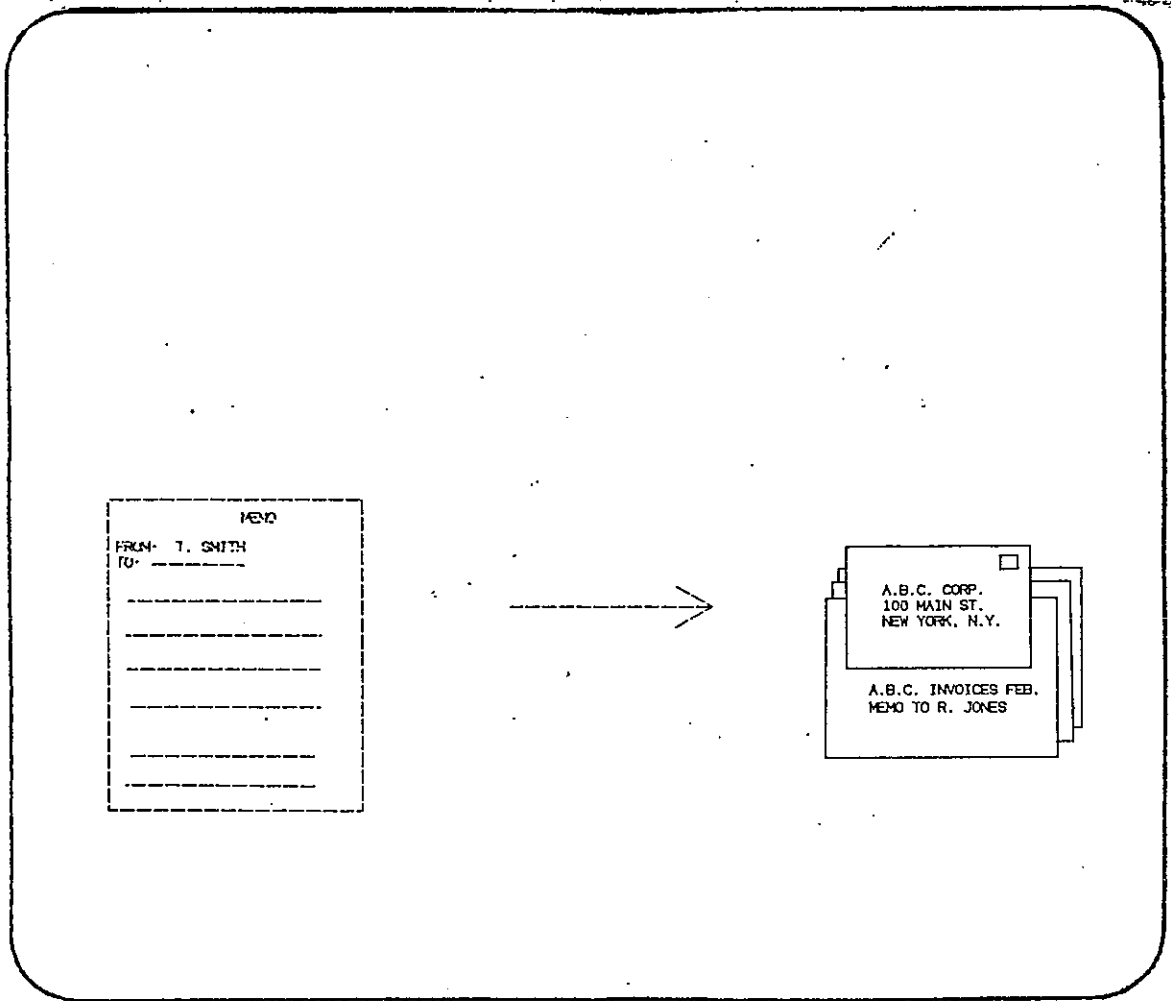 MEMO
FROM: T. SMITH
TO:
A.B.C. CORP.
100 MAIN ST.
NEW YORK, N.Y.
A.B.C. INVOICES FEB.
MEMO TO R. JONES